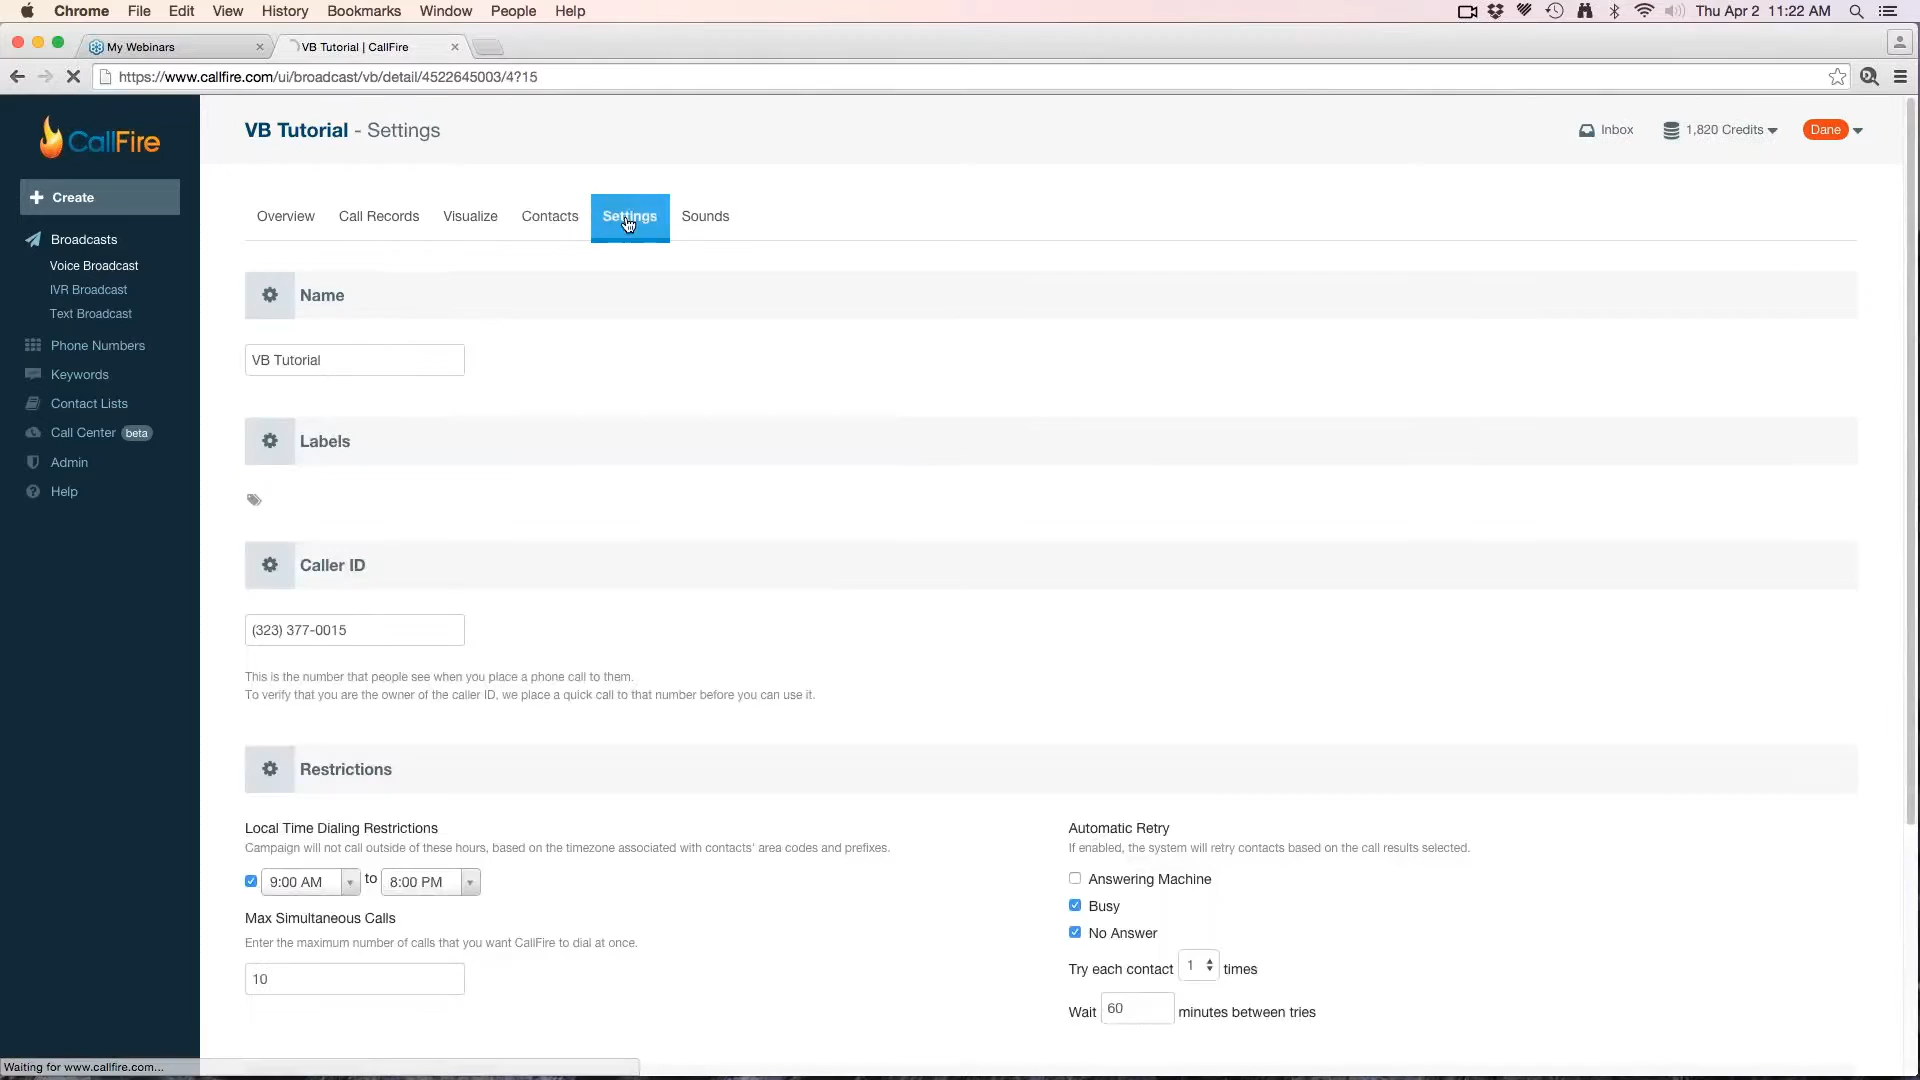 Chrome File Edit View History Bookmarks Window People Help Thu Apr 2 11:22 AM
My Webinars × VB Tutorial | CallFire ×
https://www.callfire.com/ui/broadcast/vb/detail/4522645003/4?15
CallFire
VB Tutorial - Settings
Inbox 1,820 Credits Dane
Create
Overview Call Records Visualize Contacts Settings Sounds
Broadcasts
Voice Broadcast
IVR Broadcast
Text Broadcast
Phone Numbers
Keywords
Contact Lists
Call Center beta
Admin
Help
Name
VB Tutorial
Labels
Caller ID
(323) 377-0015
This is the number that people see when you place a phone call to them.
To verify that you are the owner of the caller ID, we place a quick call to that number before you can use it.
Restrictions
Local Time Dialing Restrictions
Campaign will not call outside of these hours, based on the timezone associated with contacts' area codes and prefixes.
9:00 AM to 8:00 PM
Max Simultaneous Calls
Enter the maximum number of calls that you want CallFire to dial at once.
10
Automatic Retry
If enabled, the system will retry contacts based on the call results selected.
Answering Machine
Busy
No Answer
Try each contact 1 times
Wait 60 minutes between tries
Waiting for www.callfire.com...